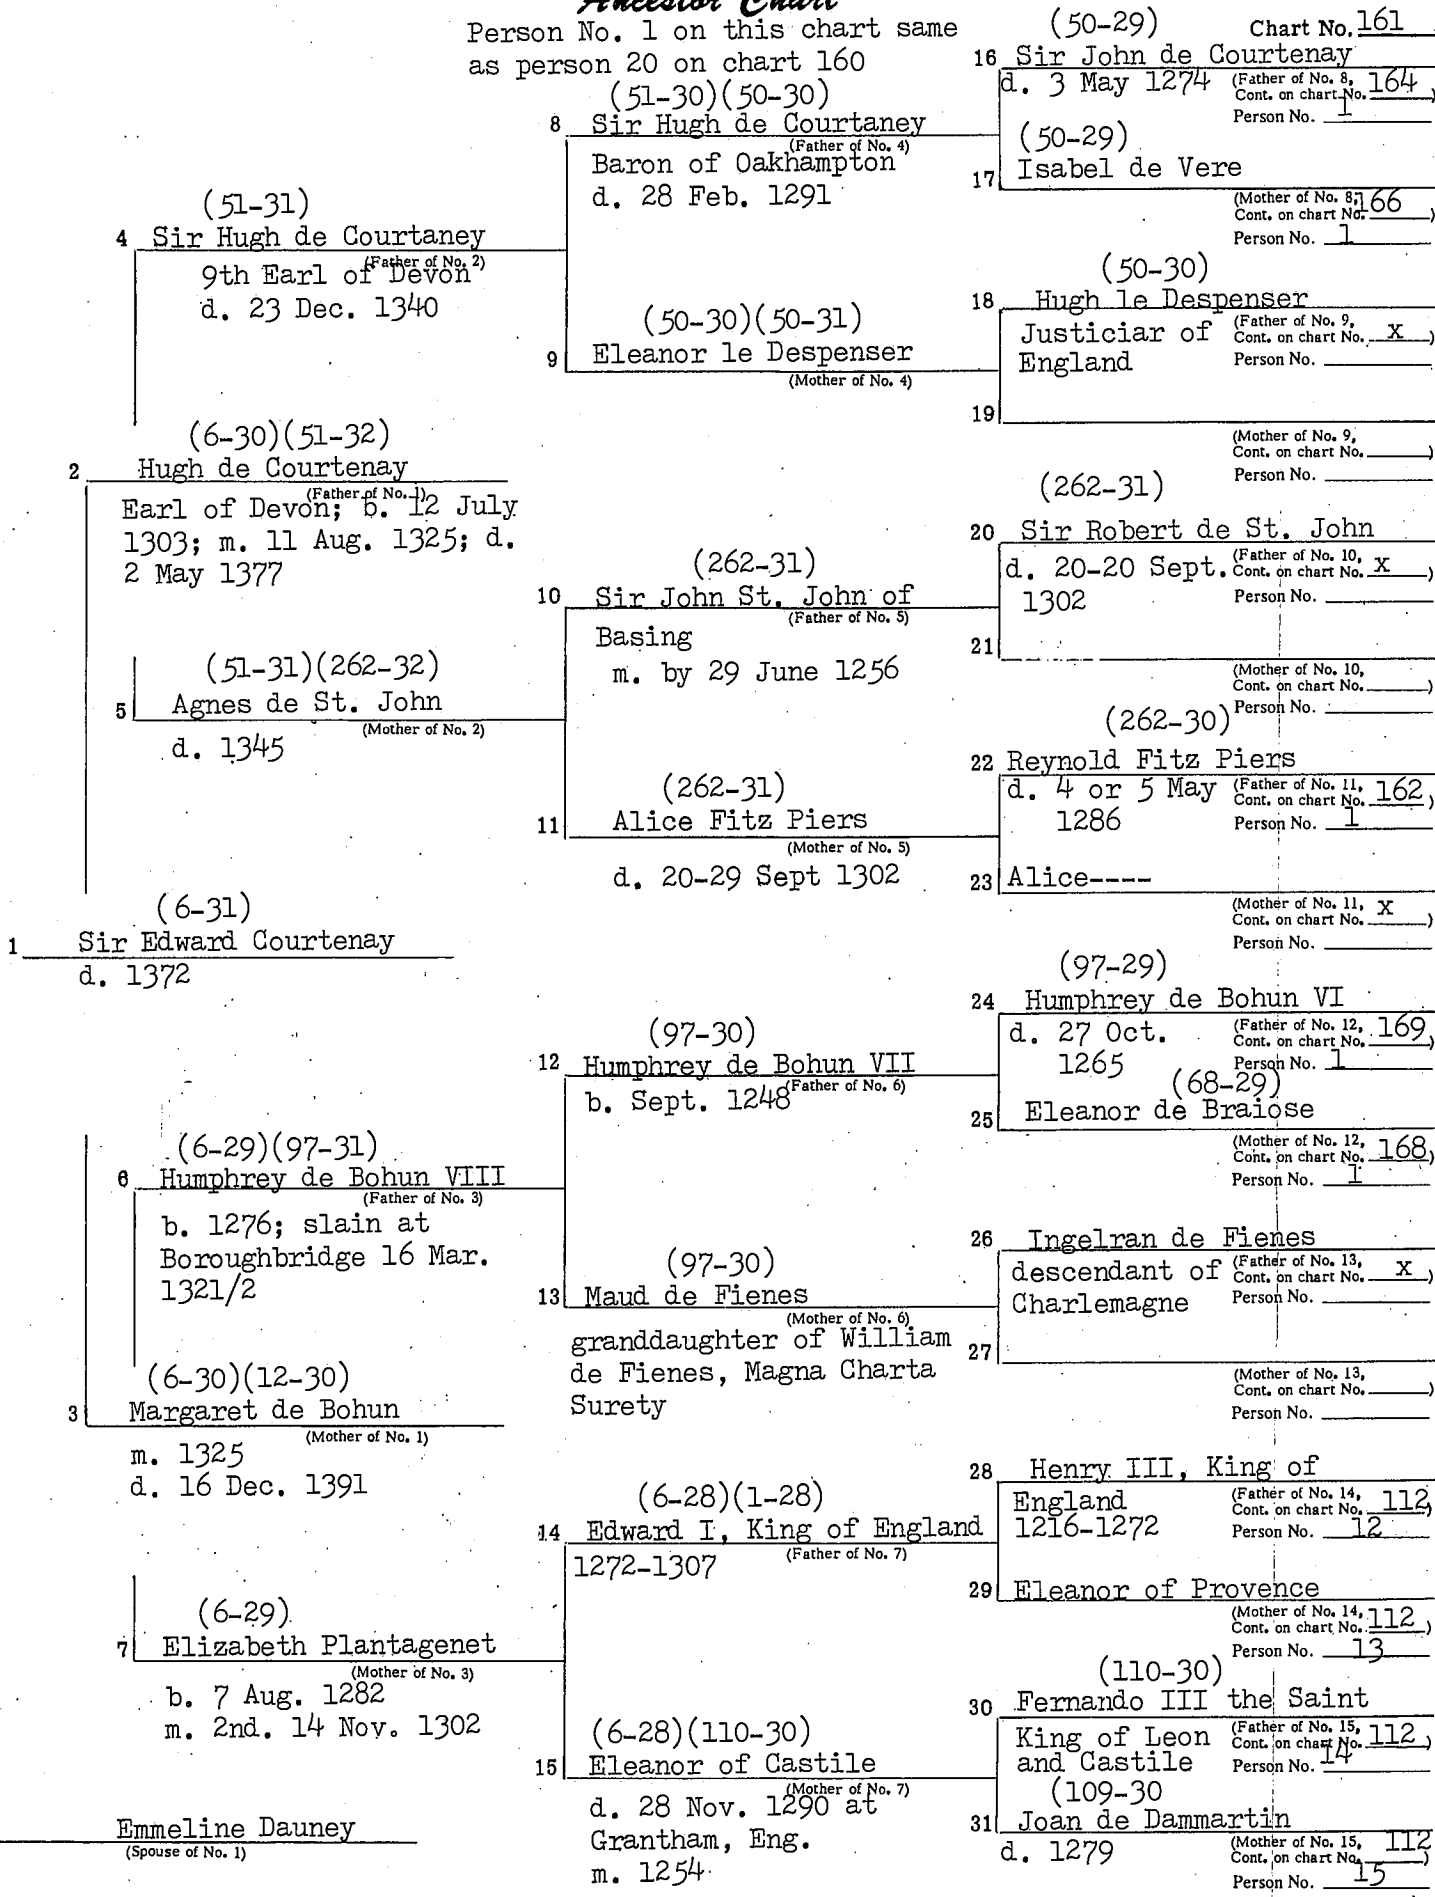 Ancestor Chart
Person No. 1 on this chart same
as person 20 on chart 160
Chart No. 161
(50-29)
16 Sir John de Courtenay
d. 3 May 1274
(Father of No. 8,
Cont. on chart No. 164)
Person No. 1
(51-30)(50-30)
8 Sir Hugh de Courtaney
(Father of No. 4)
Baron of Oakhampton
d. 28 Feb. 1291
(50-29)
17 Isabel de Vere
(Mother of No. 8,
Cont. on chart No. 166)
Person No. 1
(51-31)
4 Sir Hugh de Courtaney
(Father of No. 2)
9th Earl of Devon
d. 23 Dec. 1340
(50-30)
18 Hugh le Despenser
Justiciar of
England
(Father of No. 9,
Cont. on chart No. x)
Person No.
(50-30)(50-31)
9 Eleanor le Despenser
(Mother of No. 4)
19
(Mother of No. 9,
Cont. on chart No. )
Person No.
(6-30)(51-32)
2 Hugh de Courtenay
(Father of No. 1)
Earl of Devon; b. 12 July
1303; m. 11 Aug. 1325; d.
2 May 1377
(262-31)
20 Sir Robert de St. John
d. 20-20 Sept.
1302
(Father of No. 10,
Cont. on chart No. x)
Person No.
(262-31)
10 Sir John St. John of
(Father of No. 5)
Basing
m. by 29 June 1256
21
(Mother of No. 10,
Cont. on chart No. )
Person No.
(51-31)(262-32)
5 Agnes de St. John
(Mother of No. 2)
d. 1345
(262-30)
22 Reynold Fitz Piers
d. 4 or 5 May
1286
(Father of No. 11,
Cont. on chart No. 162)
Person No. 1
(262-31)
11 Alice Fitz Piers
(Mother of No. 5)
d. 20-29 Sept 1302
23 Alice----
(Mother of No. 11,
Cont. on chart No. x)
Person No.
(6-31)
1 Sir Edward Courtenay
d. 1372
(97-29)
24 Humphrey de Bohun VI
d. 27 Oct.
1265
(Father of No. 12,
Cont. on chart No. 169)
Person No. 1
(97-30)
12 Humphrey de Bohun VII
(Father of No. 6)
b. Sept. 1248
(68-29)
25 Eleanor de Braiose
(Mother of No. 12,
Cont. on chart No. 168)
Person No. 1
(6-29)(97-31)
6 Humphrey de Bohun VIII
(Father of No. 3)
b. 1276; slain at
Boroughbridge 16 Mar.
1321/2
26 Ingelran de Fienes
descendant of
Charlemagne
(Father of No. 13,
Cont. on chart No. x)
Person No.
(97-30)
13 Maud de Fienes
(Mother of No. 6)
granddaughter of William
de Fienes, Magna Charta
Surety
27
(Mother of No. 13,
Cont. on chart No. )
Person No.
(6-30)(12-30)
3 Margaret de Bohun
(Mother of No. 1)
m. 1325
d. 16 Dec. 1391
28 Henry III, King of
England
1216-1272
(Father of No. 14,
Cont. on chart No. 112)
Person No. 12
(6-28)(1-28)
14 Edward I, King of England
(Father of No. 7)
1272-1307
29 Eleanor of Provence
(Mother of No. 14,
Cont. on chart No. 112)
Person No. 13
(6-29)
7 Elizabeth Plantagenet
(Mother of No. 3)
b. 7 Aug. 1282
m. 2nd. 14 Nov. 1302
(110-30)
30 Fernando III the Saint
King of Leon
and Castile
(Father of No. 15,
Cont. on chart No. 112)
Person No. 14
(6-28)(110-30)
15 Eleanor of Castile
(Mother of No. 7)
d. 28 Nov. 1290 at
Grantham, Eng.
m. 1254
(109-30
31 Joan de Dammartin
d. 1279
(Mother of No. 15,
Cont. on chart No. 112)
Person No. 15
Emmeline Dauney
(Spouse of No. 1)